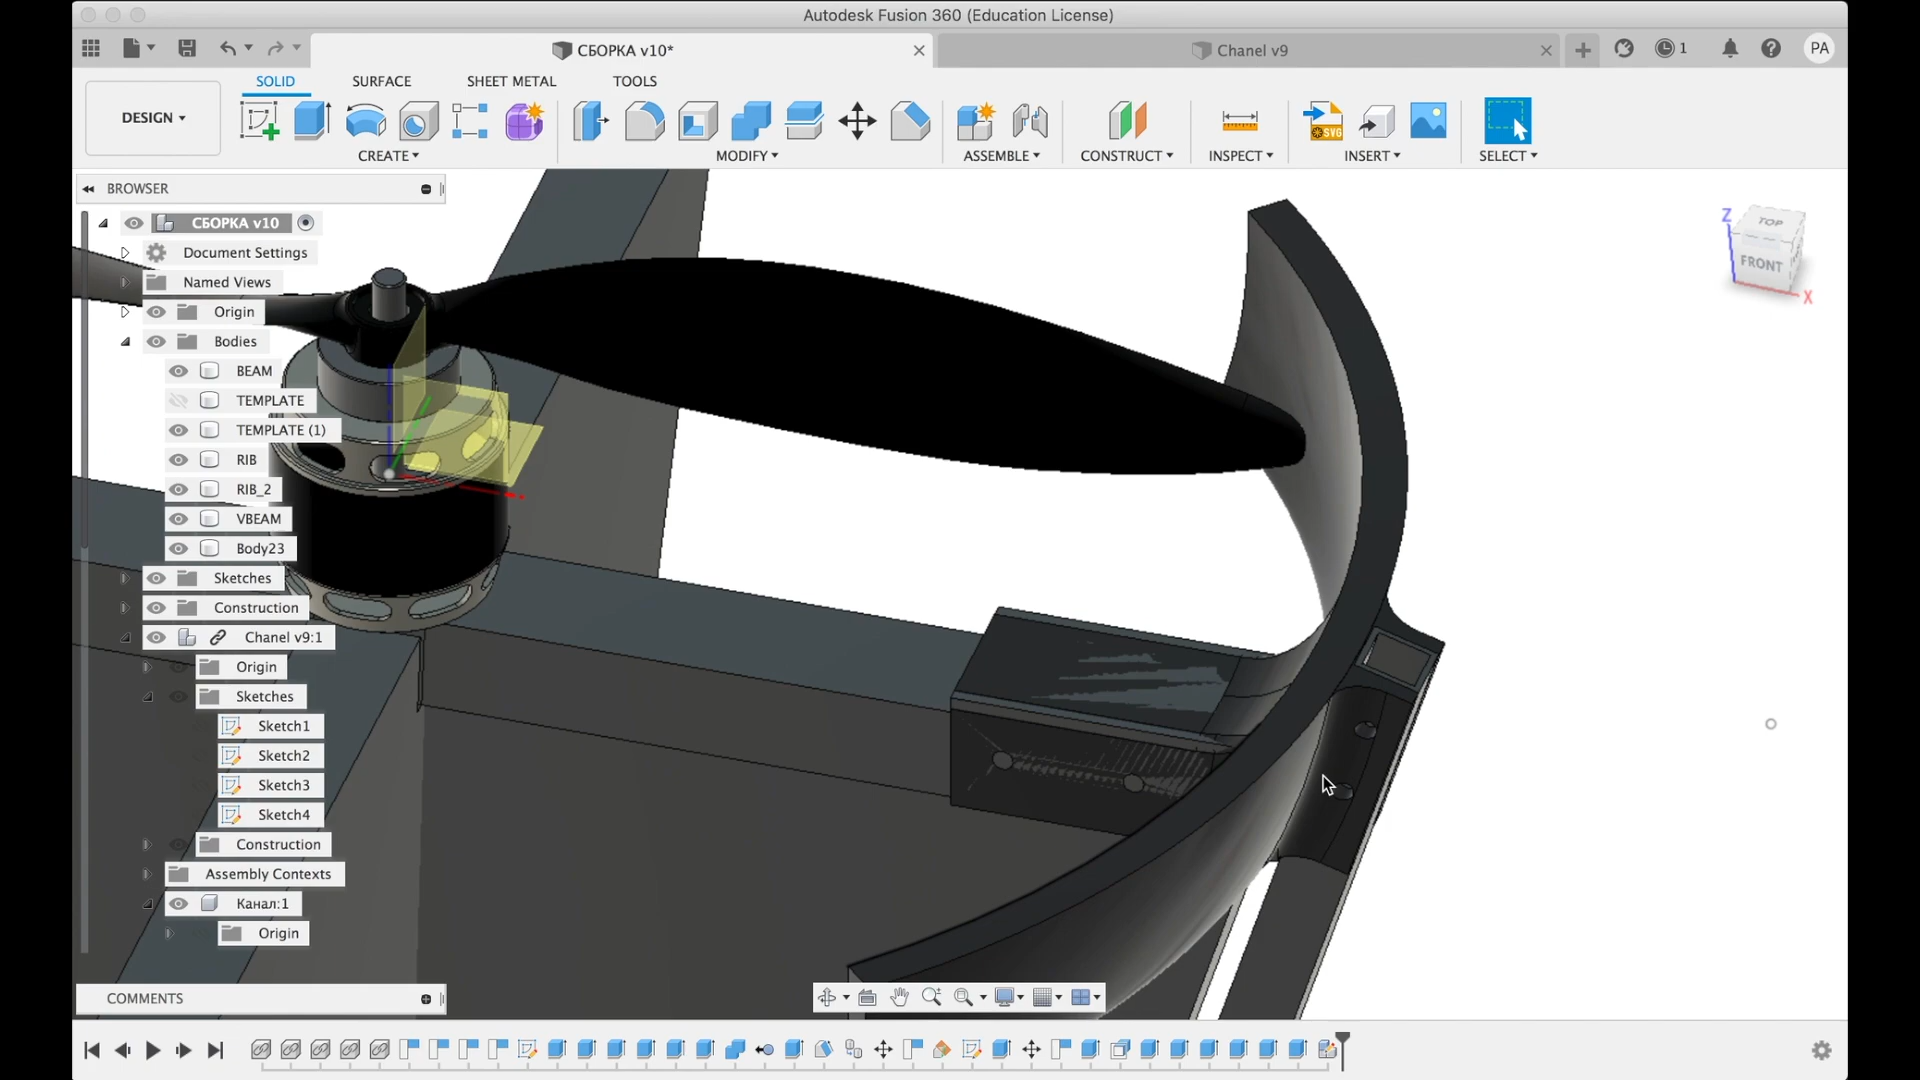 Autodesk Fusion 360 (Education License)
СБОРКА v10*
Chanel v9
1
PA
SOLID
SURFACE
SHEET METAL
TOOLS
DESIGN
SVG
CREATE
MODIFY
ASSEMBLE
CONSTRUCT
INSPECT
INSERT
SELECT
BROWSER
СБОРКА v10
Document Settings
Named Views
Origin
Bodies
BEAM
TEMPLATE
TEMPLATE (1)
RIB
RIB_2
VBEAM
Body23
Sketches
Construction
Chanel v9:1
Origin
Sketches
Sketch1
Sketch2
Sketch3
Sketch4
Construction
Assembly Contexts
Канал:1
Origin
Z
TOP
FRONT
X
COMMENTS